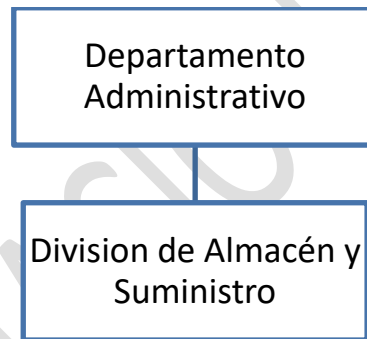 Departamento
Administrativo
Division de Almacén y
Suministro